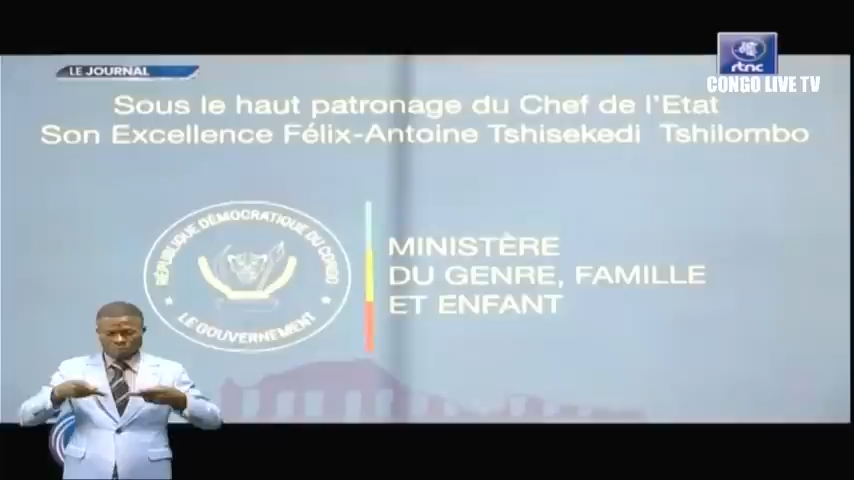 LE JOURNAL
rtnc
CONGO LIVE TV
Sous le haut patronage du Chef de l'Etat
Son Excellence Félix-Antoine Tshisekedi Tshilombo
RÉPUBLIQUE DÉMOCRATIQUE DU CONGO
LE GOUVERNEMENT
MINISTÈRE
DU GENRE, FAMILLE
ET ENFANT